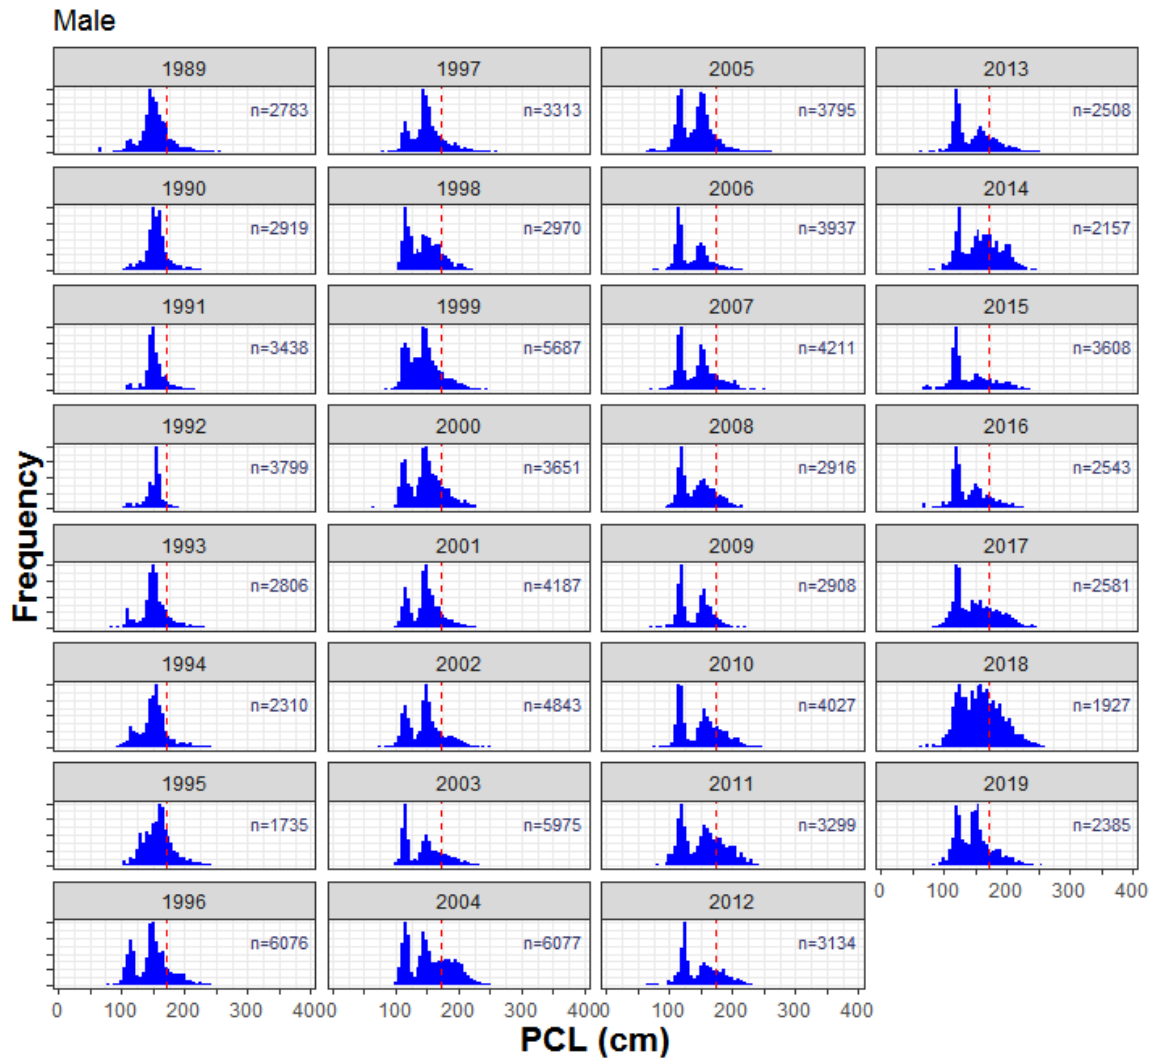 Male
1989 1997 2005 2013
n=2783 n=3313 n=3795 n=2508
1990 1998 2006 2014
n=2919 n=2970 n=3937 n=2157
1991 1999 2007 2015
n=3438 n=5687 n=4211 n=3608
1992 2000 2008 2016
n=3799 n=3651 n=2916 n=2543
1993 2001 2009 2017
n=2806 n=4187 n=2908 n=2581
1994 2002 2010 2018
n=2310 n=4843 n=4027 n=1927
1995 2003 2011 2019
n=1735 n=5975 n=3299 n=2385
0 100 200 300 400
1996 2004 2012
n=6076 n=6077 n=3134
0 100 200 300 400 0 100 200 300 400 0 100 200 300 400
PCL (cm)
Frequency